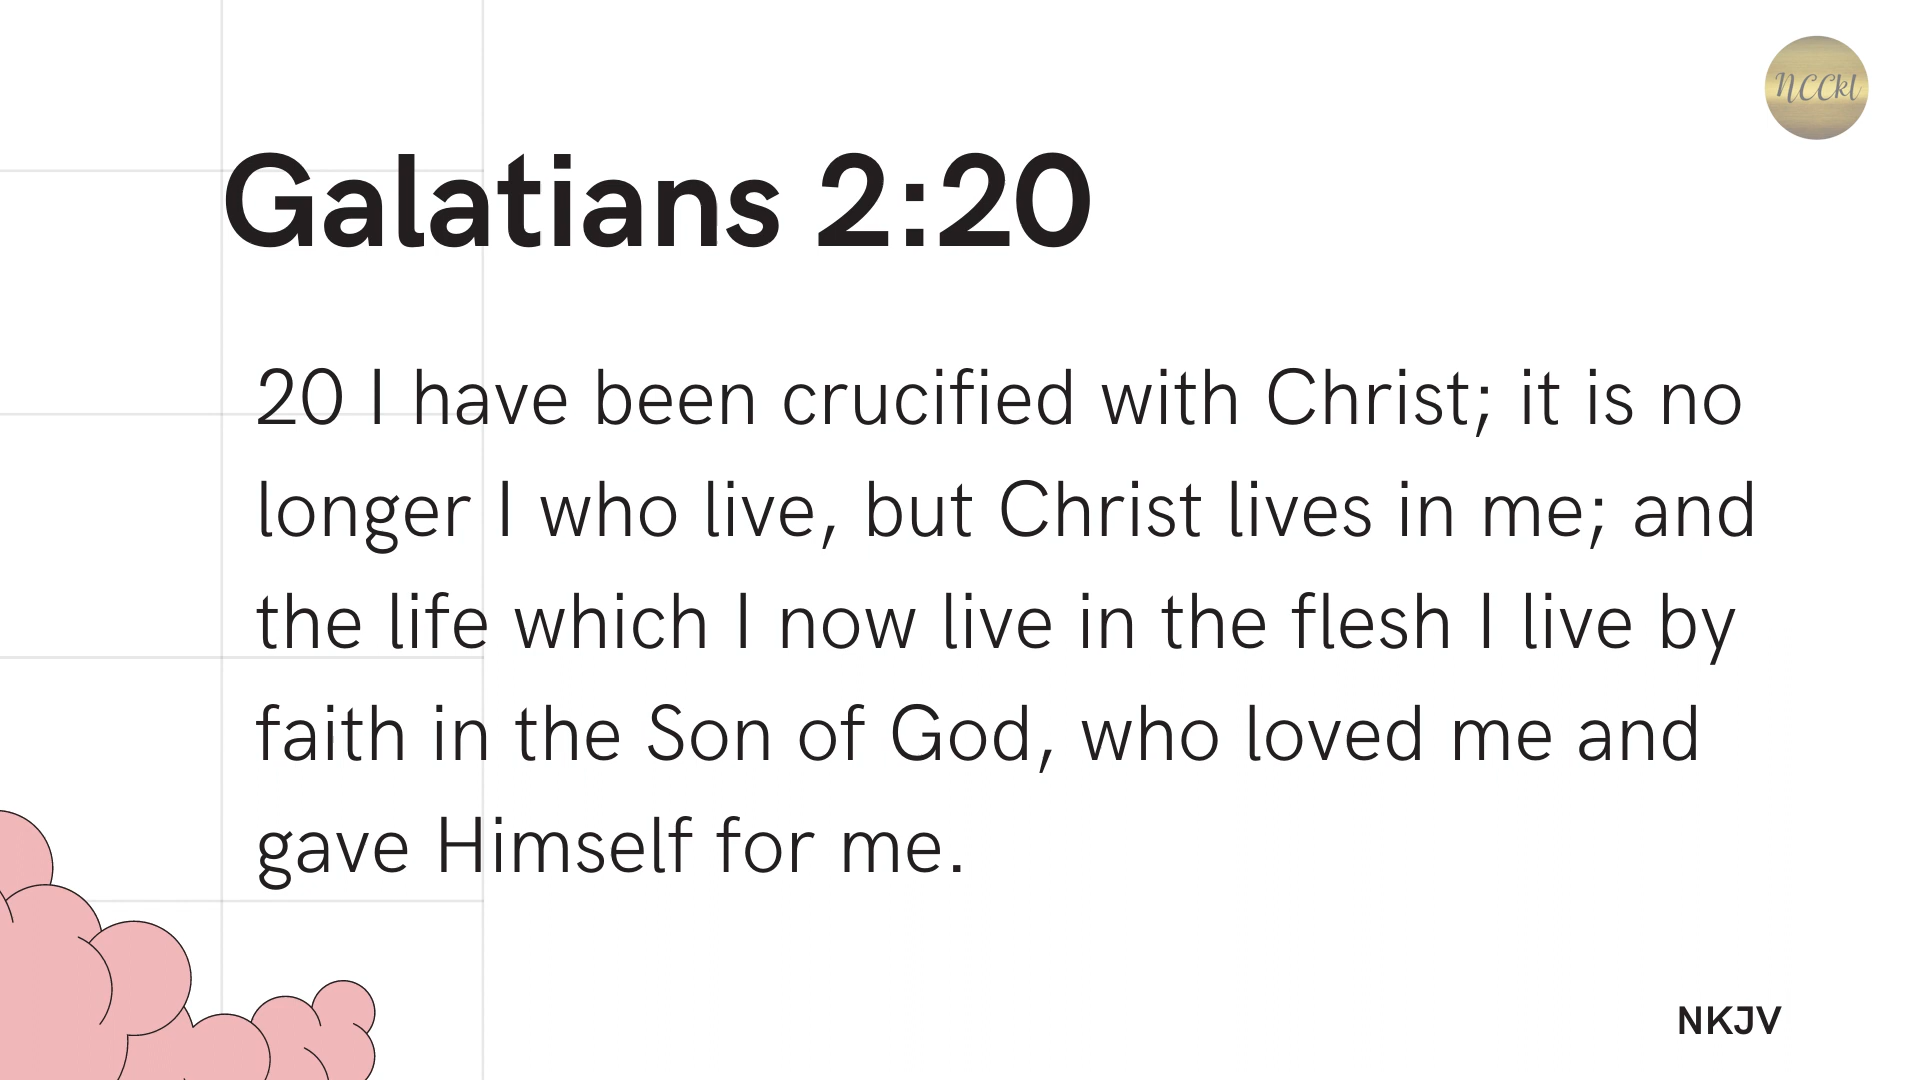 NCCkl
Galatians 2:20
20 I have been crucified with Christ; it is no
longer I who live, but Christ lives in me; and
the life which I now live in the flesh I live by
faith in the Son of God, who loved me and
gave Himself for me.
NKJV